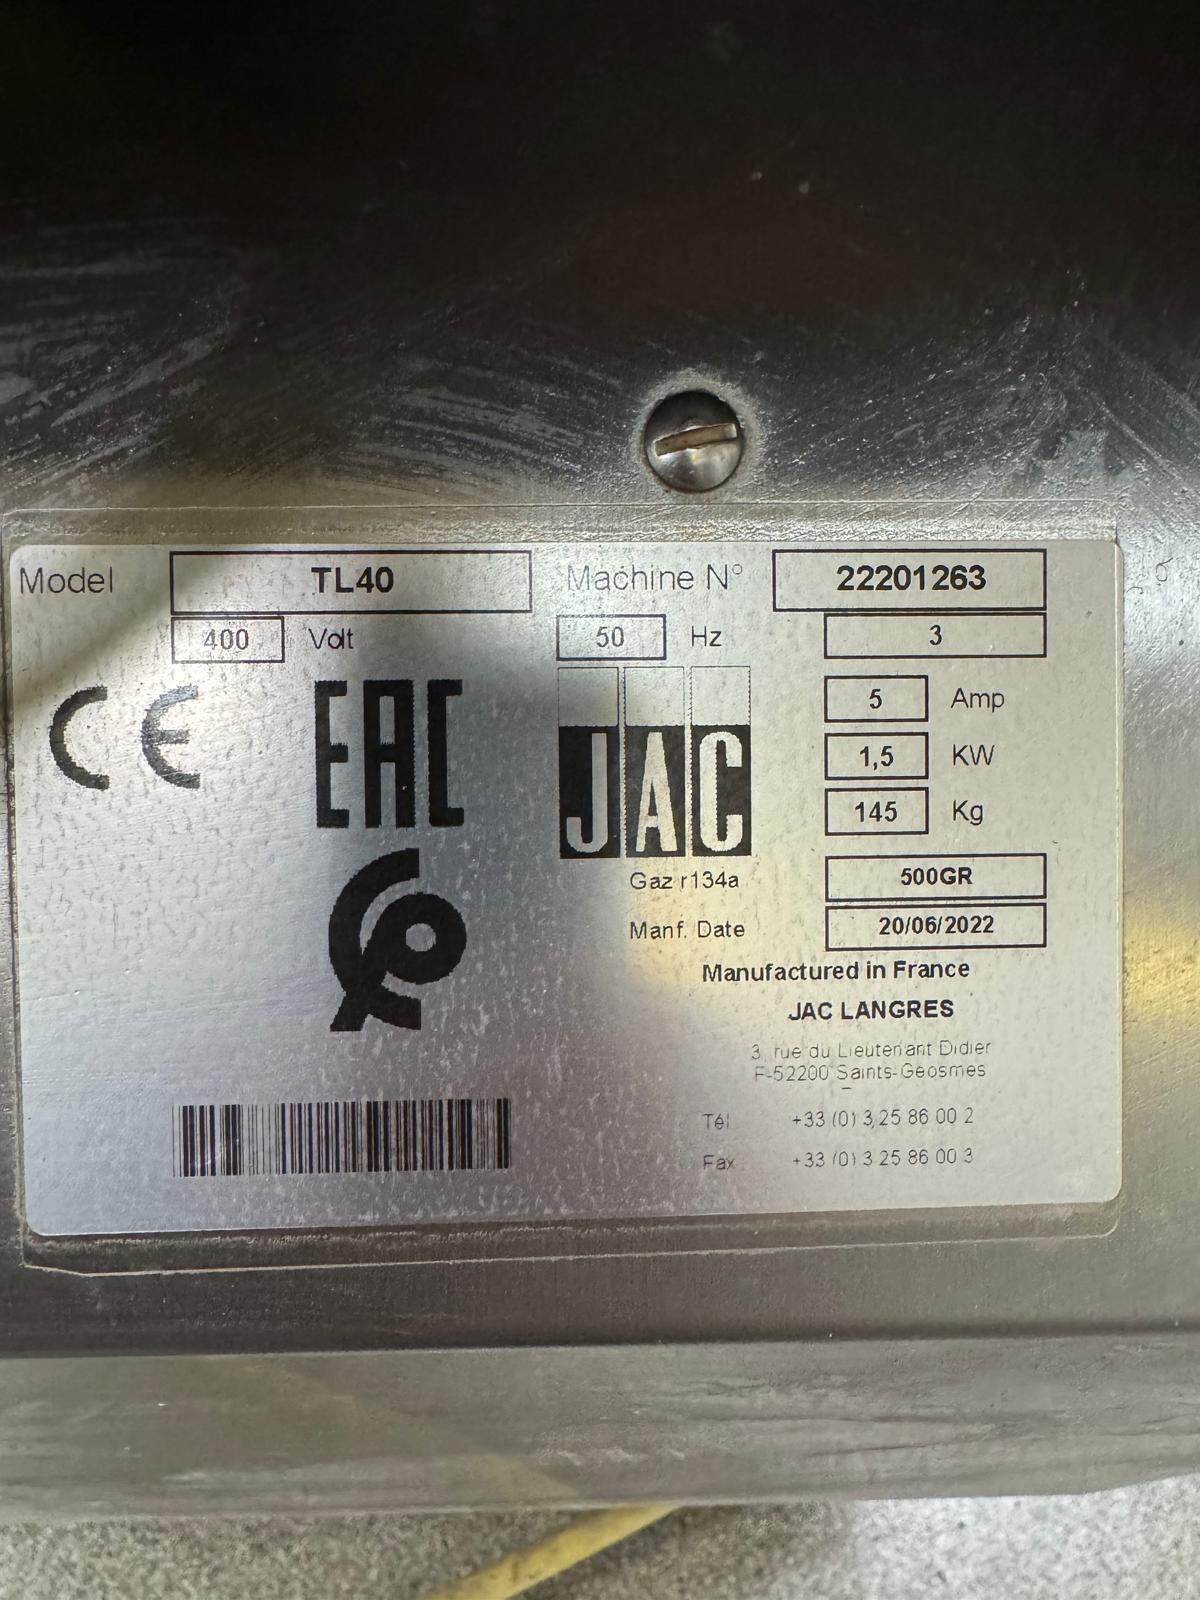 Model TL40 Machine N° 22201263
400 Volt 50 Hz 3
CE EAC JAC 5 Amp
1,5 KW
145 Kg
Gaz r134a 500GR
Manf. Date 20/06/2022
Manufactured in France
JAC LANGRES
3, rue du Lieutenant Didier
F-52200 Saints-Geosmes
Tél +33 (0) 3,25 86 00 2
Fax +33 (0) 3 25 86 00 3